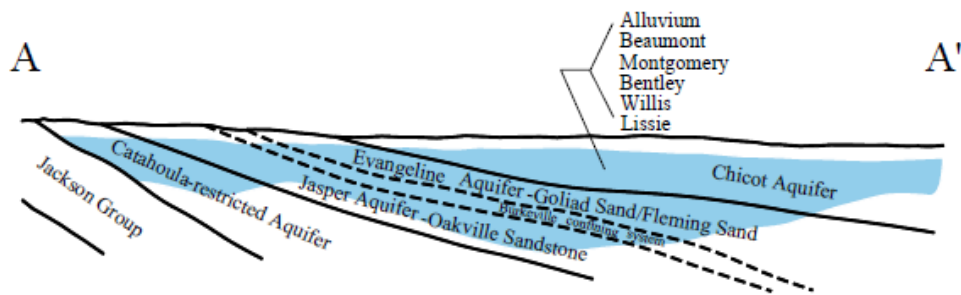 Alluvium
Beaumont
Montgomery
Bentley
Willis
Lissie
A
A'
Jackson Group
Catahoula-restricted Aquifer
Jasper Aquifer-Oakville Sandstone
Burkeville confining system
Evangeline Aquifer-Goliad Sand/Fleming Sand
Chicot Aquifer